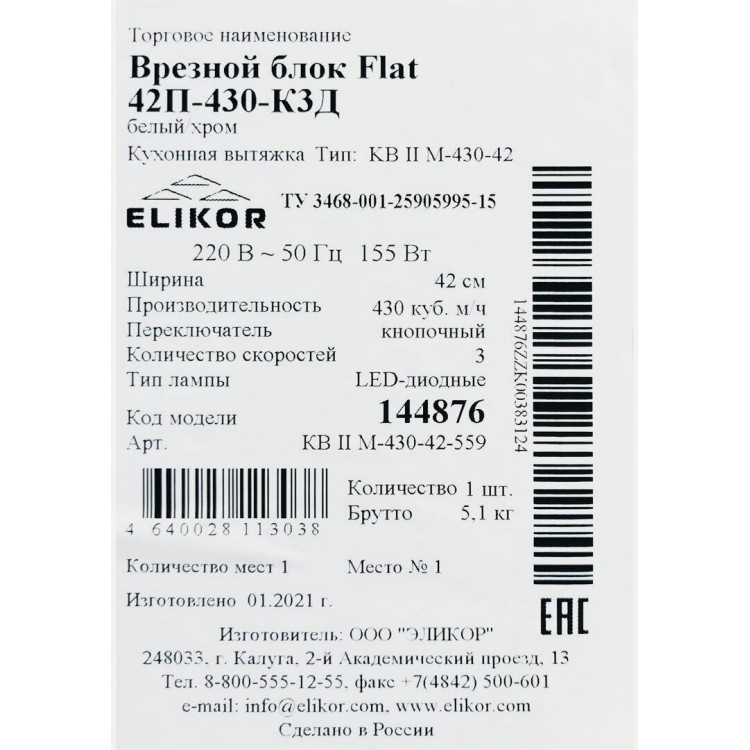 Торговое наименование
Врезной блок Flat
42П-430-К3Д
белый/хром
Кухонная вытяжка Тип: КВ II М-430-42
ELIKOR
ТУ 3468-001-25905995-15
220 В ~ 50 Гц 155 Вт
Ширина 42 см
Производительность 430 куб. м/ч
Переключатель кнопочный
Количество скоростей 3
Тип лампы LED-диодные
Код модели 144876
Арт. КВ II М-430-42-559
144876ZZK00383124
Количество 1 шт.
Брутто 5,1 кг
4 640028 113038
Количество мест 1 Место № 1
Изготовлено 01.2021 г.
EAC
Изготовитель: ООО "ЭЛИКОР"
248033, г. Калуга, 2-й Академический проезд, 13
Тел. 8-800-555-12-55, факс +7(4842) 500-601
e-mail: info@elikor.com, www.elikor.com
Сделано в России